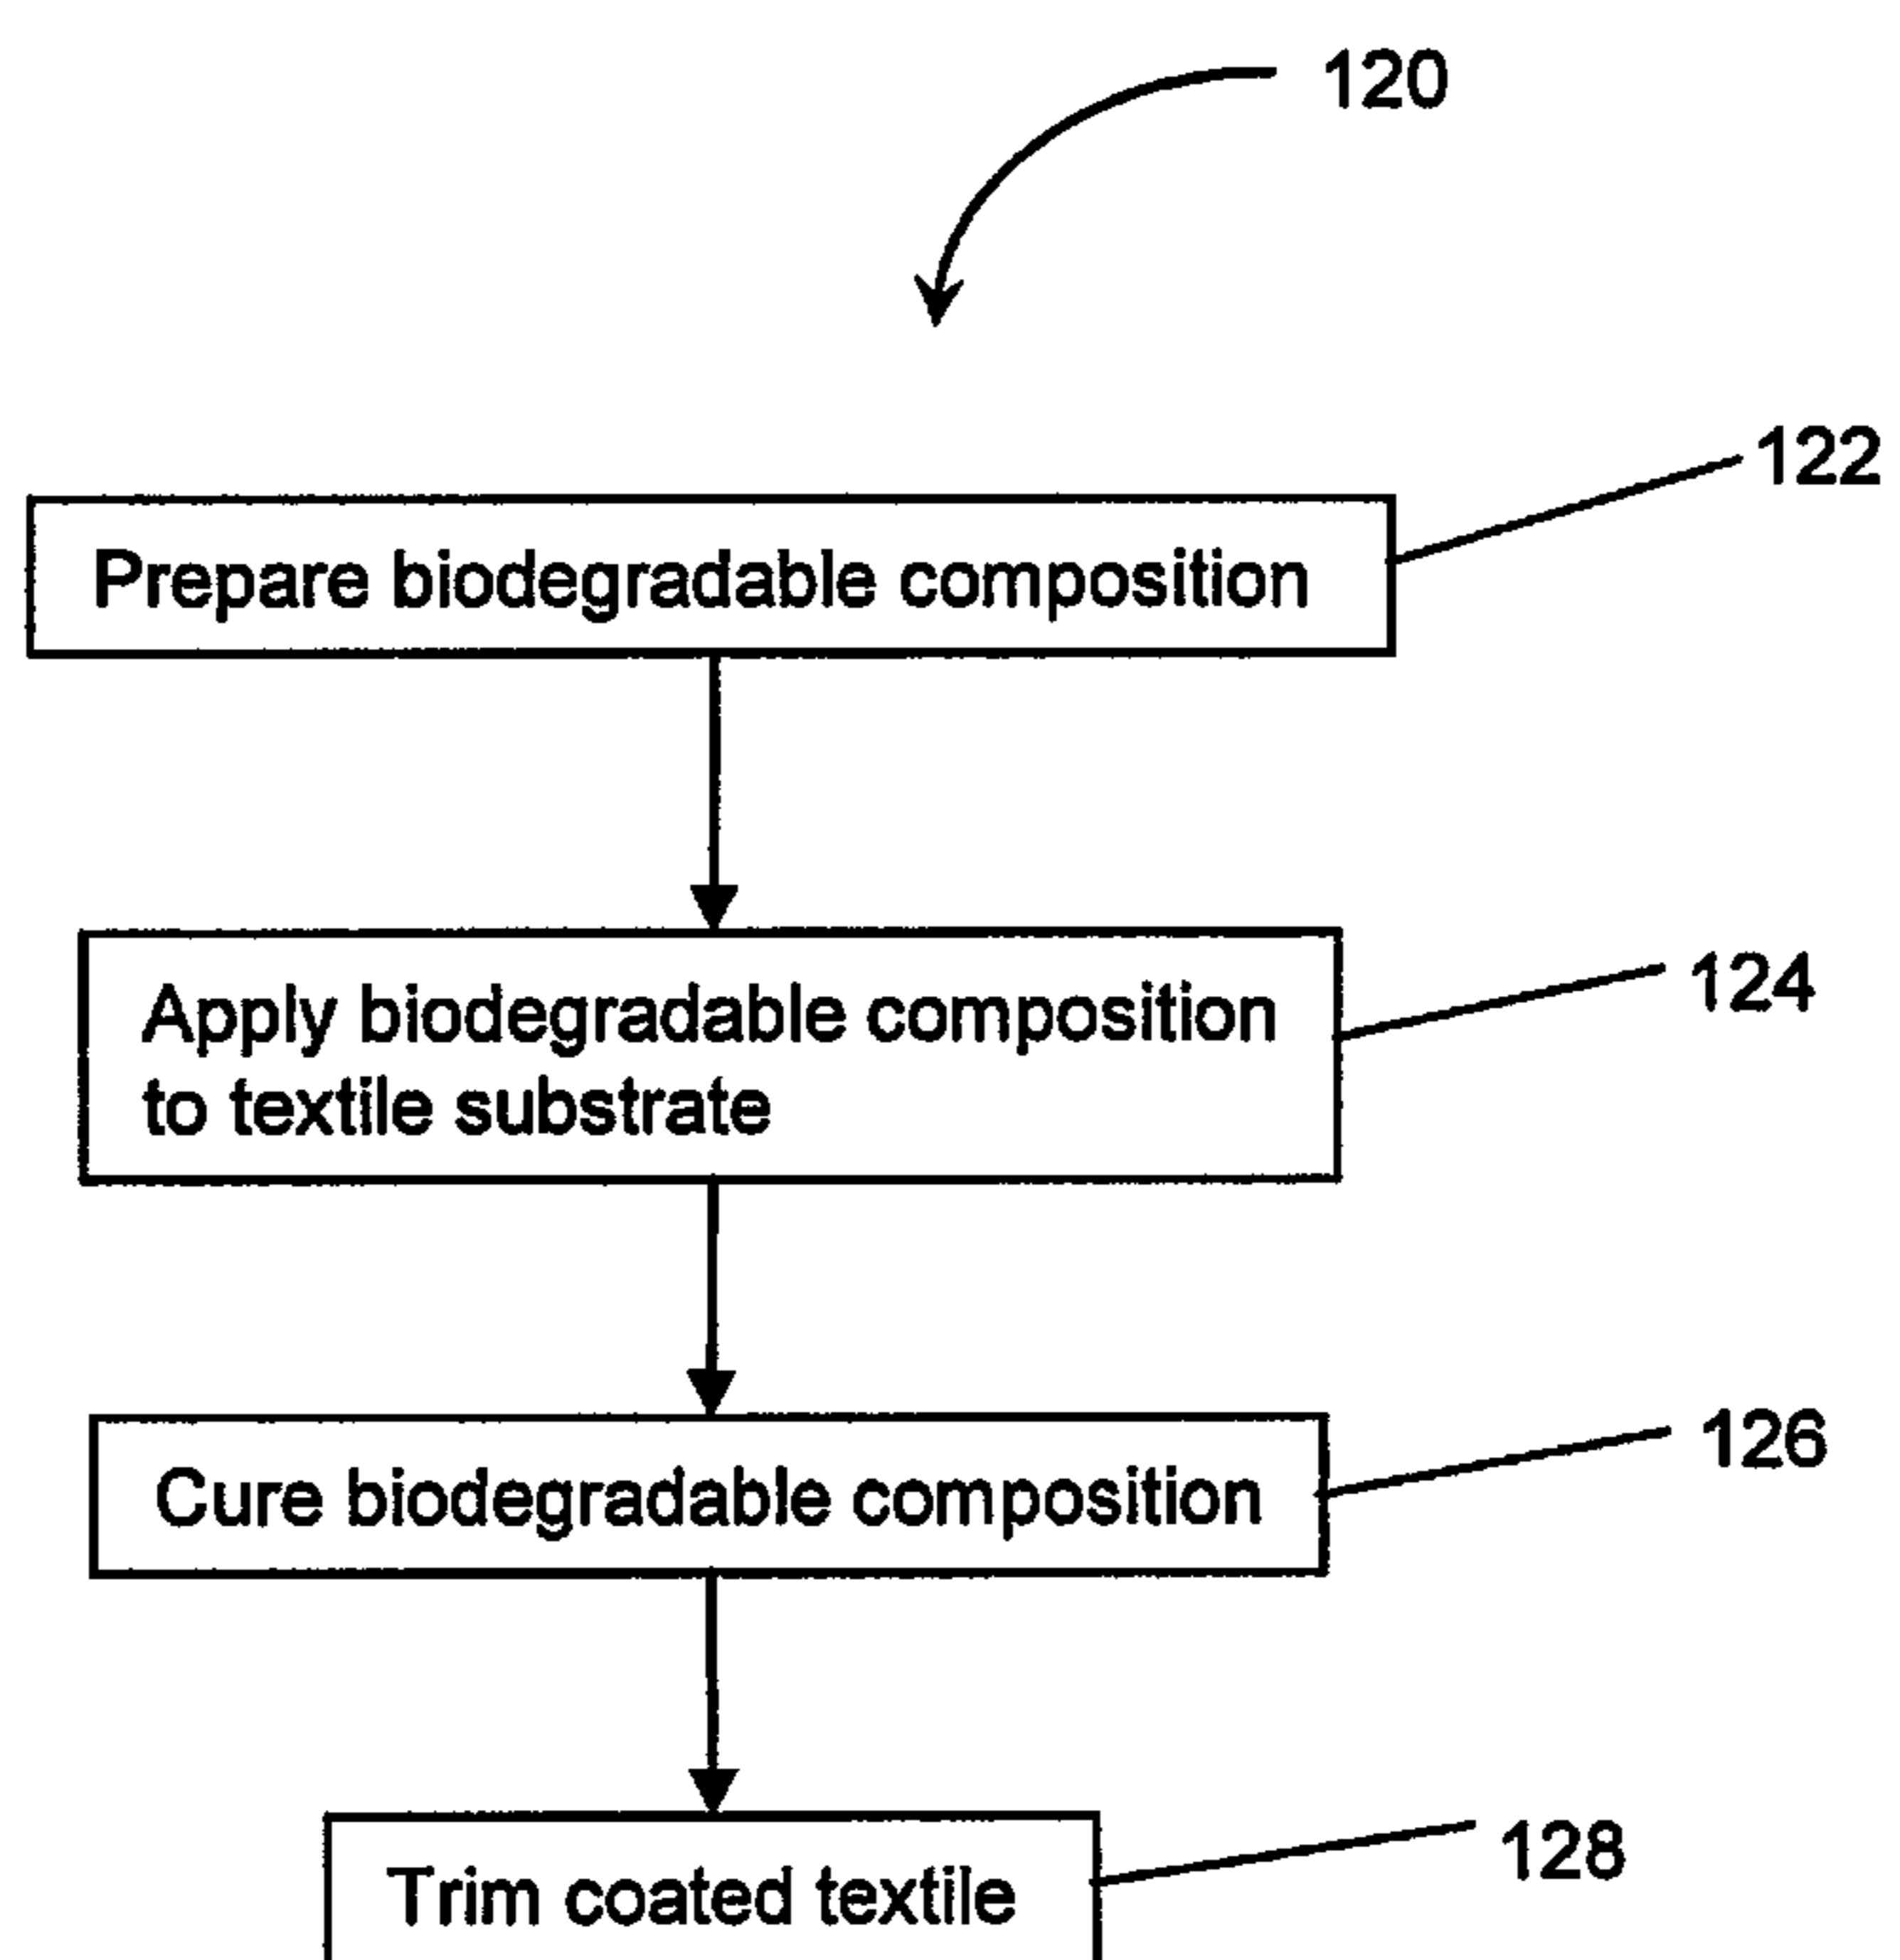 120
122
Prepare biodegradable composition
124
Apply biodegradable composition
to textile substrate
126
Cure biodegradable composition
128
Trim coated textile